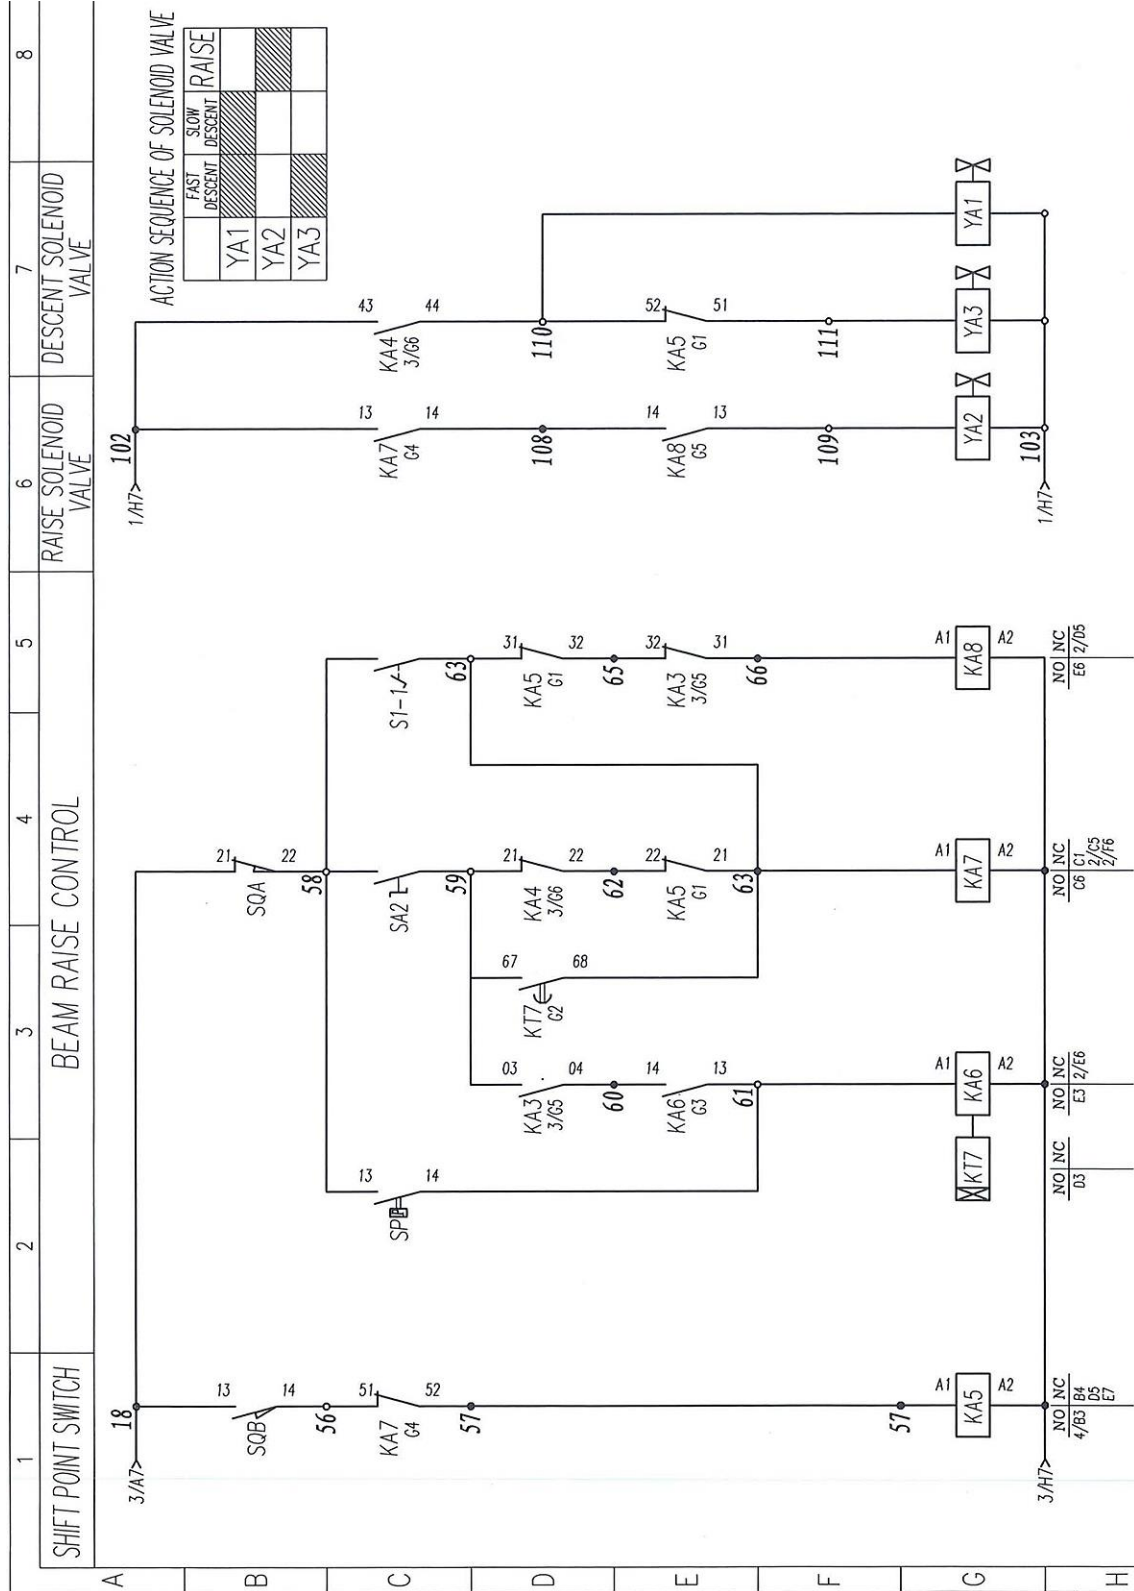 1 2 3 4 5 6 7 8
SHIFT POINT SWITCH
BEAM RAISE CONTROL
RAISE SOLENOID
VALVE
DESCENT SOLENOID
VALVE
A
B
C
D
E
F
G
H
ACTION SEQUENCE OF SOLENOID VALVE
FAST
DESCENT
SLOW
DESCENT
RAISE
YA1
YA2
YA3
3/A7
18
13
14
SQB
56
51
52
KA7
G4
57
57
A1
KA5
A2
3/H7
NO NC
4/B3 B4
D5
E7
13
14
SP
KT7
NO NC
D3
03
04
KA3
3/G5
60
14
13
KA6
G3
61
A1
KA6
A2
NO NC
E3 2/E6
67
68
KT7
G2
21
22
SQA
58
SA2
59
21
22
KA4
3/G6
62
22
21
KA5
G1
63
A1
KA7
A2
NO NC
C6 C1
2/C5
2/F6
S1-1
63
31
32
KA5
G1
65
32
31
KA3
3/G5
66
A1
KA8
A2
NO NC
E6 2/D5
1/H7
102
13
14
KA7
G4
108
14
13
KA8
G5
109
YA2
103
1/H7
43
44
KA4
3/G6
110
52
51
KA5
G1
111
YA3
YA1